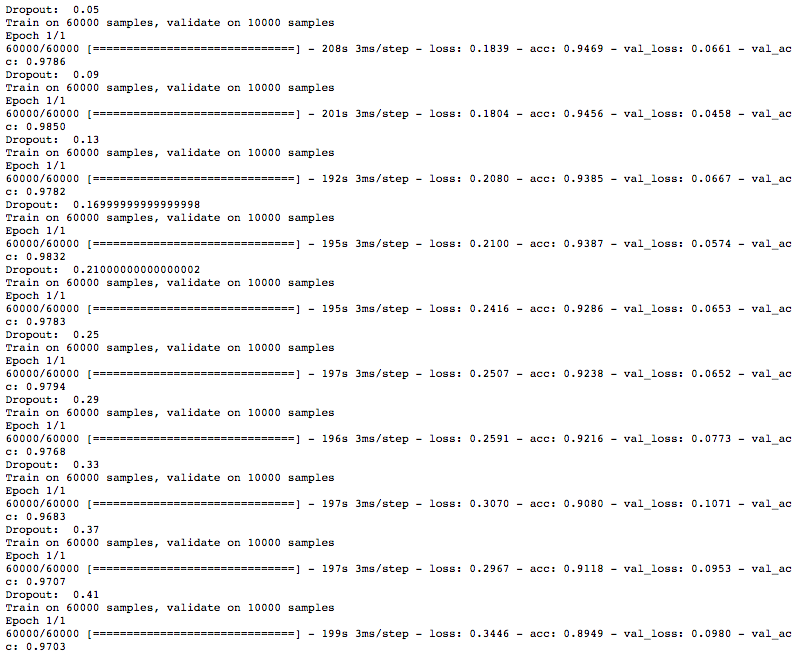 Dropout:  0.05
Train on 60000 samples, validate on 10000 samples
Epoch 1/1
60000/60000 [==============================] - 208s 3ms/step - loss: 0.1839 - acc: 0.9469 - val_loss: 0.0661 - val_ac
c: 0.9786
Dropout:  0.09
Train on 60000 samples, validate on 10000 samples
Epoch 1/1
60000/60000 [==============================] - 201s 3ms/step - loss: 0.1804 - acc: 0.9456 - val_loss: 0.0458 - val_ac
c: 0.9850
Dropout:  0.13
Train on 60000 samples, validate on 10000 samples
Epoch 1/1
60000/60000 [==============================] - 192s 3ms/step - loss: 0.2080 - acc: 0.9385 - val_loss: 0.0667 - val_ac
c: 0.9782
Dropout:  0.16999999999999998
Train on 60000 samples, validate on 10000 samples
Epoch 1/1
60000/60000 [==============================] - 195s 3ms/step - loss: 0.2100 - acc: 0.9387 - val_loss: 0.0574 - val_ac
c: 0.9832
Dropout:  0.21000000000000002
Train on 60000 samples, validate on 10000 samples
Epoch 1/1
60000/60000 [==============================] - 195s 3ms/step - loss: 0.2416 - acc: 0.9286 - val_loss: 0.0653 - val_ac
c: 0.9783
Dropout:  0.25
Train on 60000 samples, validate on 10000 samples
Epoch 1/1
60000/60000 [==============================] - 197s 3ms/step - loss: 0.2507 - acc: 0.9238 - val_loss: 0.0652 - val_ac
c: 0.9794
Dropout:  0.29
Train on 60000 samples, validate on 10000 samples
Epoch 1/1
60000/60000 [==============================] - 196s 3ms/step - loss: 0.2591 - acc: 0.9216 - val_loss: 0.0773 - val_ac
c: 0.9768
Dropout:  0.33
Train on 60000 samples, validate on 10000 samples
Epoch 1/1
60000/60000 [==============================] - 197s 3ms/step - loss: 0.3070 - acc: 0.9080 - val_loss: 0.1071 - val_ac
c: 0.9683
Dropout:  0.37
Train on 60000 samples, validate on 10000 samples
Epoch 1/1
60000/60000 [==============================] - 197s 3ms/step - loss: 0.2967 - acc: 0.9118 - val_loss: 0.0953 - val_ac
c: 0.9707
Dropout:  0.41
Train on 60000 samples, validate on 10000 samples
Epoch 1/1
60000/60000 [==============================] - 199s 3ms/step - loss: 0.3446 - acc: 0.8949 - val_loss: 0.0980 - val_ac
c: 0.9703